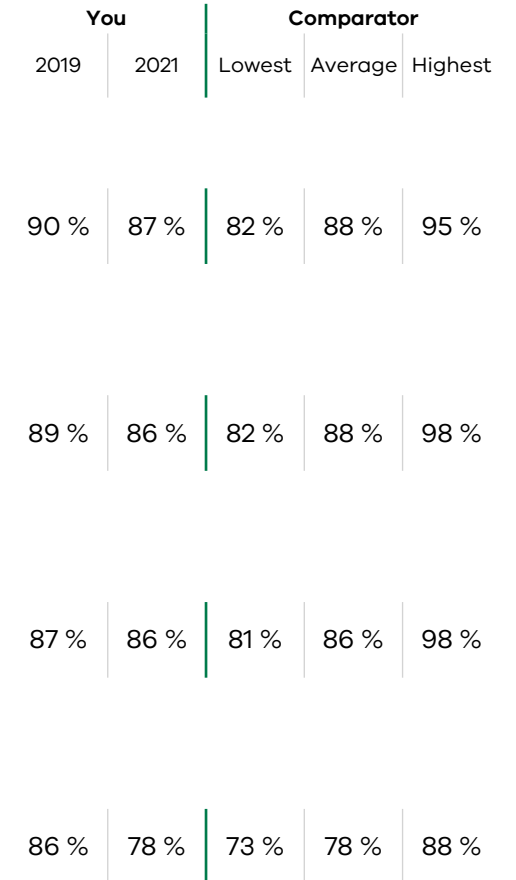 You Comparator
2019 2021 Lowest Average Highest
90 % 87 % 82 % 88 % 95 %
89 % 86 % 82 % 88 % 98 %
87 % 86 % 81 % 86 % 98 %
86 % 78 % 73 % 78 % 88 %